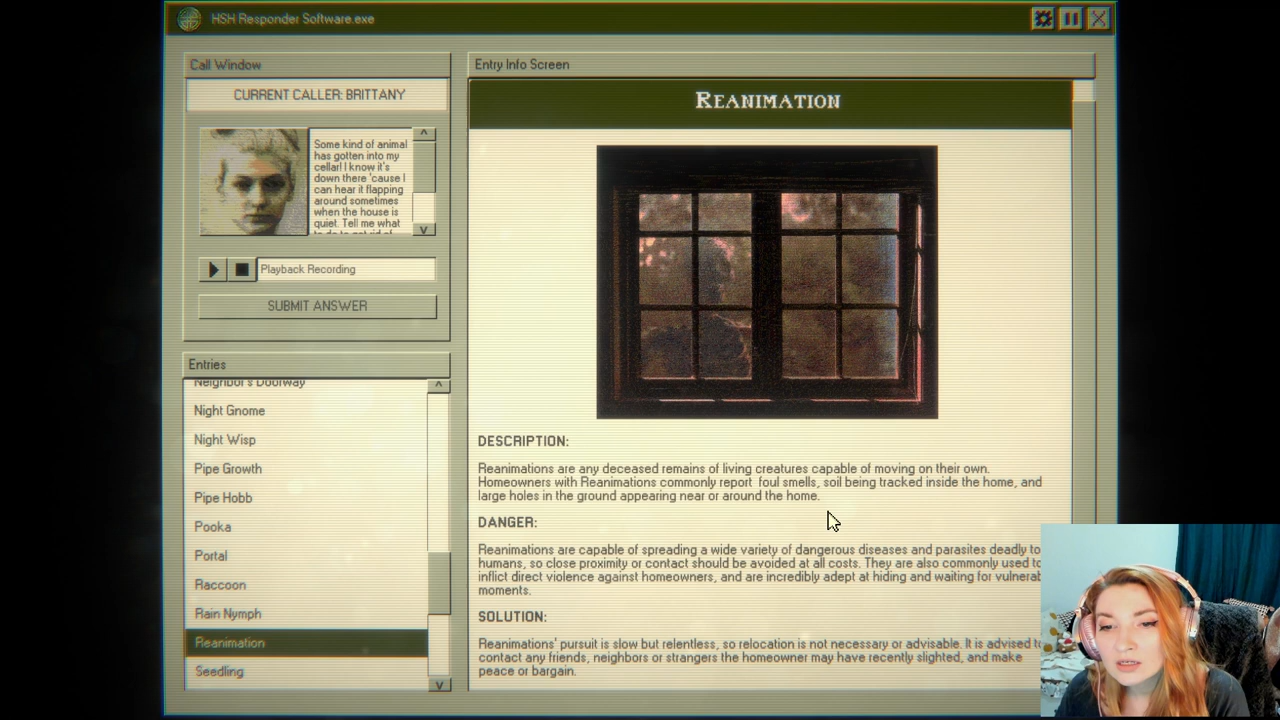 HSH Responder Software.exe
Call Window
CURRENT CALLER: BRITTANY
Some kind of animal
has gotten into my
cellar! I know it's
down there 'cause I
can hear it flapping
around sometimes
when the house is
quiet. Tell me what
Playback Recording
SUBMIT ANSWER
Entries
Neighbor's Doorway
Night Gnome
Night Wisp
Pipe Growth
Pipe Hobb
Pooka
Portal
Raccoon
Rain Nymph
Reanimation
Seedling
Entry Info Screen
REANIMATION
DESCRIPTION:
Reanimations are any deceased remains of living creatures capable of moving on their own.
Homeowners with Reanimations commonly report foul smells, soil being tracked inside the home, and
large holes in the ground appearing near or around the home.
DANGER:
Reanimations are capable of spreading a wide variety of dangerous diseases and parasites deadly to
humans, so close proximity or contact should be avoided at all costs. They are also commonly used to
inflict direct violence against homeowners, and are incredibly adept at hiding and waiting for vulnerab
moments.
SOLUTION:
Reanimations' pursuit is slow but relentless, so relocation is not necessary or advisable. It is advised to
contact any friends, neighbors or strangers the homeowner may have recently slighted, and make
peace or bargain.